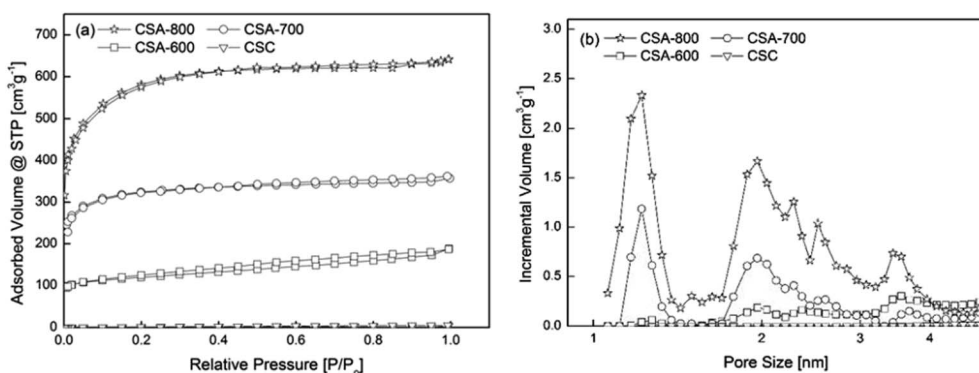 (a)
CSA-800 CSA-700
CSA-600 CSC
700
600
500
400
300
200
100
0
0.0 0.2 0.4 0.6 0.8 1.0
Adsorbed Volume @ STP [cm³g⁻¹]
Relative Pressure [P/P₀]
(b)
CSA-800 CSA-700
CSA-600 CSC
3.0
2.5
2.0
1.5
1.0
0.5
0.0
1 2 3 4
Incremental Volume [cm³g⁻¹]
Pore Size [nm]